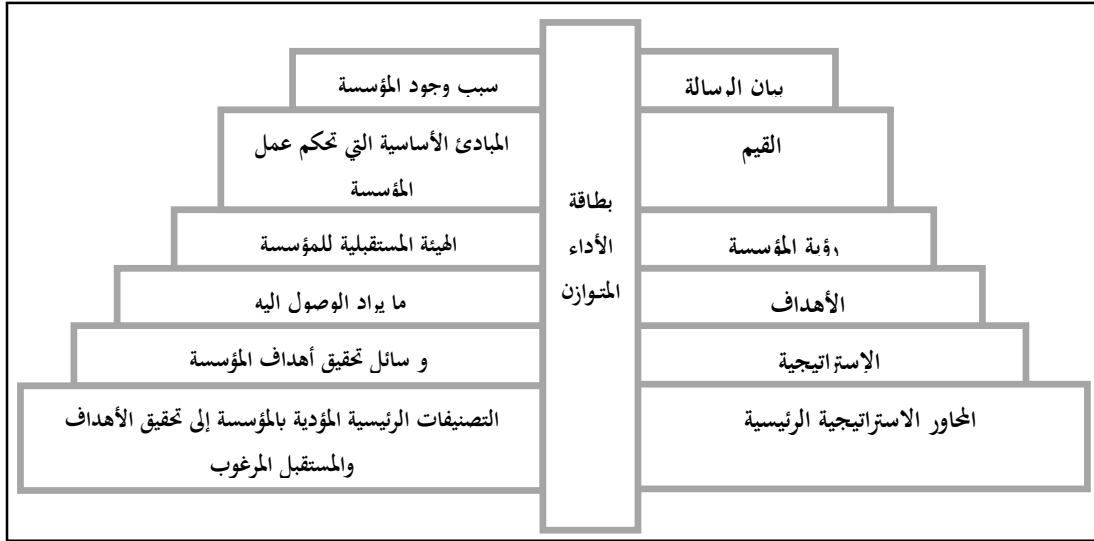 بيان الرسالة
سبب وجود المؤسسة
القيم
المبادئ الأساسية التي تحكم عمل
المؤسسة
رؤية المؤسسة
الهيئة المستقبلية للمؤسسة
الأهداف
ما يراد الوصول اليه
الإستراتيجية
و سائل تحقيق أهداف المؤسسة
المحاور الاستراتيجية الرئيسية
التصنيفات الرئيسية المؤدية بالمؤسسة إلى تحقيق الأهداف
والمستقبل المرغوب
بطاقة
الأداء
المتوازن